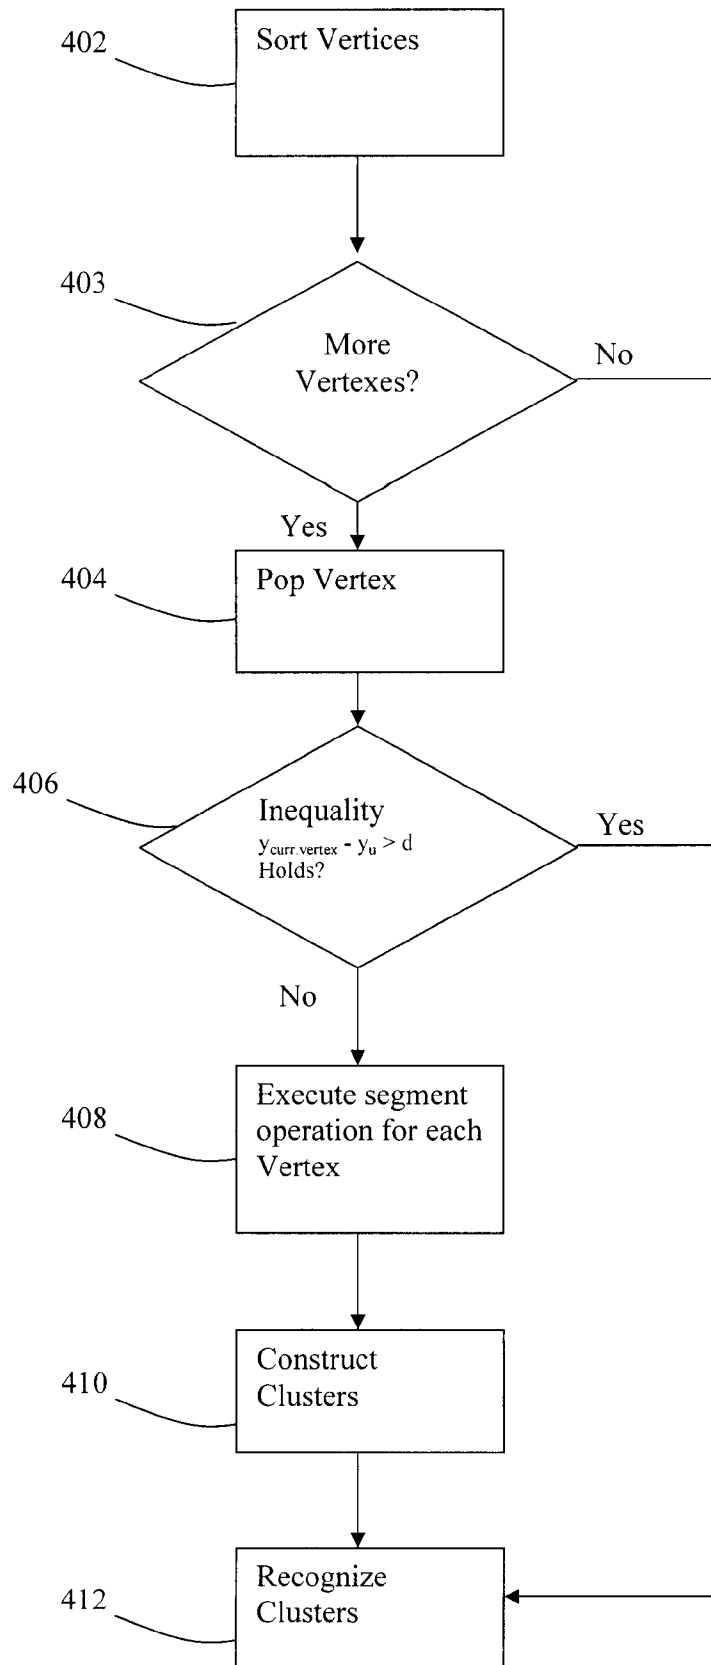 402
Sort Vertices
403
More
Vertexes?
No
Yes
404
Pop Vertex
406
Inequality
y_curr.vertex - y_u > d
Holds?
Yes
No
408
Execute segment
operation for each
Vertex
410
Construct
Clusters
412
Recognize
Clusters